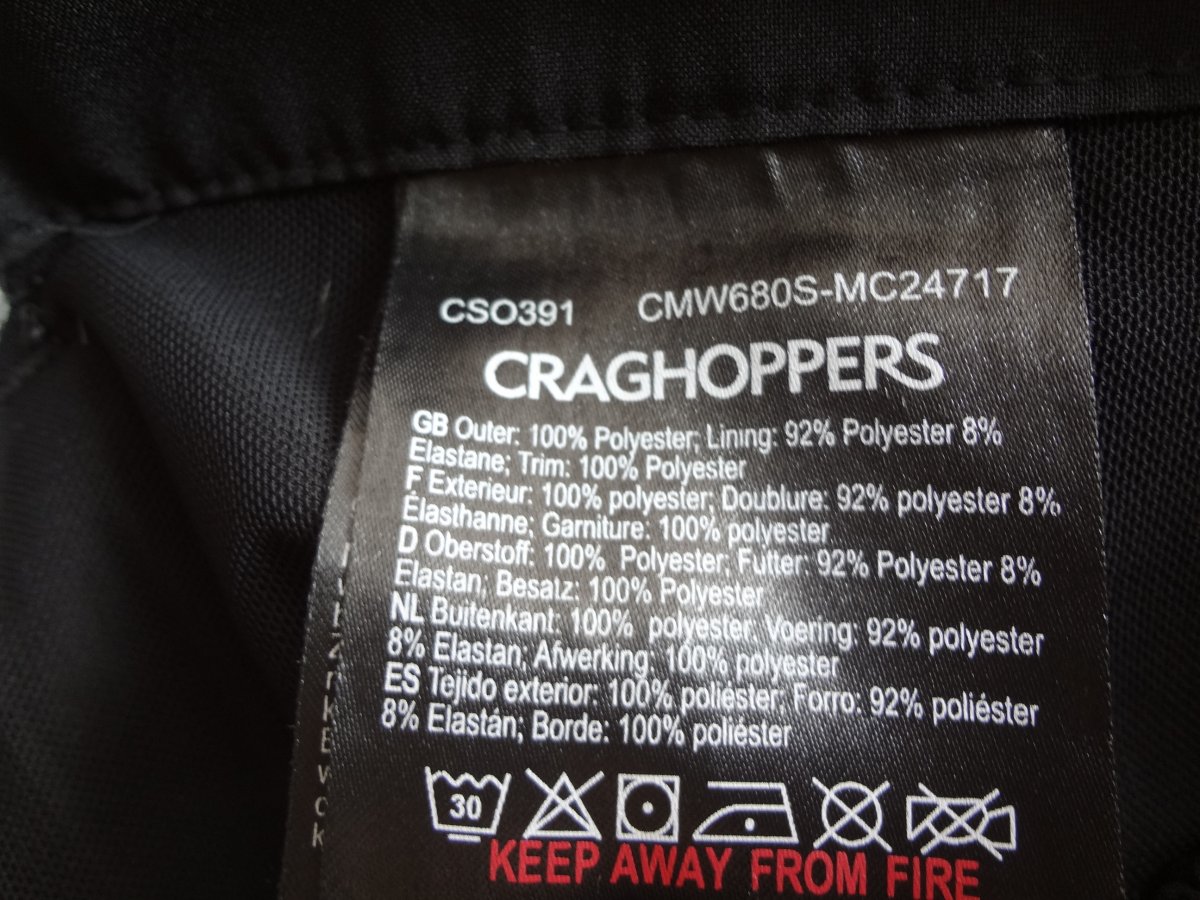 CSO391 CMW680S-MC24717
CRAGHOPPERS
GB Outer: 100% Polyester; Lining: 92% Polyester 8%
Elastane; Trim: 100% Polyester
F Exterieur: 100% polyester; Doublure: 92% polyester 8%
Élasthanne; Garniture: 100% polyester
D Oberstoff: 100% Polyester; Futter: 92% Polyester 8%
Elastan; Besalz: 100% Polyester
NL Buitenkant: 100% polyester; Voering: 92% polyester
8% Elastan; Afwerking: 100% polyester
ES Tejido exterior: 100% poliéster; Forro: 92% poliéster
8% Elastán; Borde: 100% poliéster
30
KEEP AWAY FROM FIRE